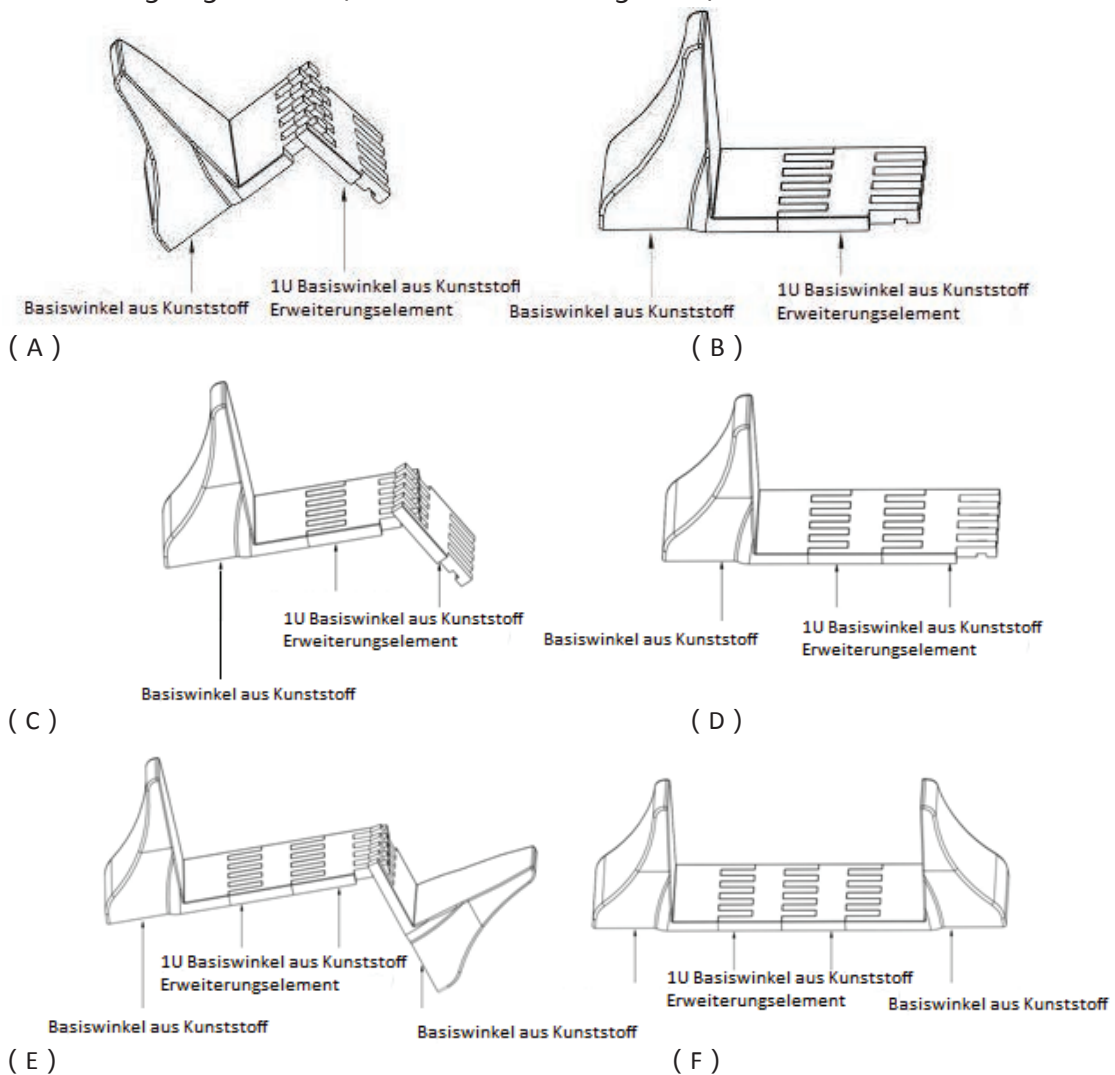 Basiswinkel aus Kunststoff
1U Basiswinkel aus Kunststoff
Erweiterungselement
Basiswinkel aus Kunststoff
1U Basiswinkel aus Kunststoff
Erweiterungselement
( A )
( B )
1U Basiswinkel aus Kunststoff
Erweiterungselement
Basiswinkel aus Kunststoff
Basiswinkel aus Kunststoff
1U Basiswinkel aus Kunststoff
Erweiterungselement
( C )
( D )
1U Basiswinkel aus Kunststoff
Erweiterungselement
Basiswinkel aus Kunststoff
Basiswinkel aus Kunststoff
1U Basiswinkel aus Kunststoff
Erweiterungselement
Basiswinkel aus Kunststoff
( E )
( F )